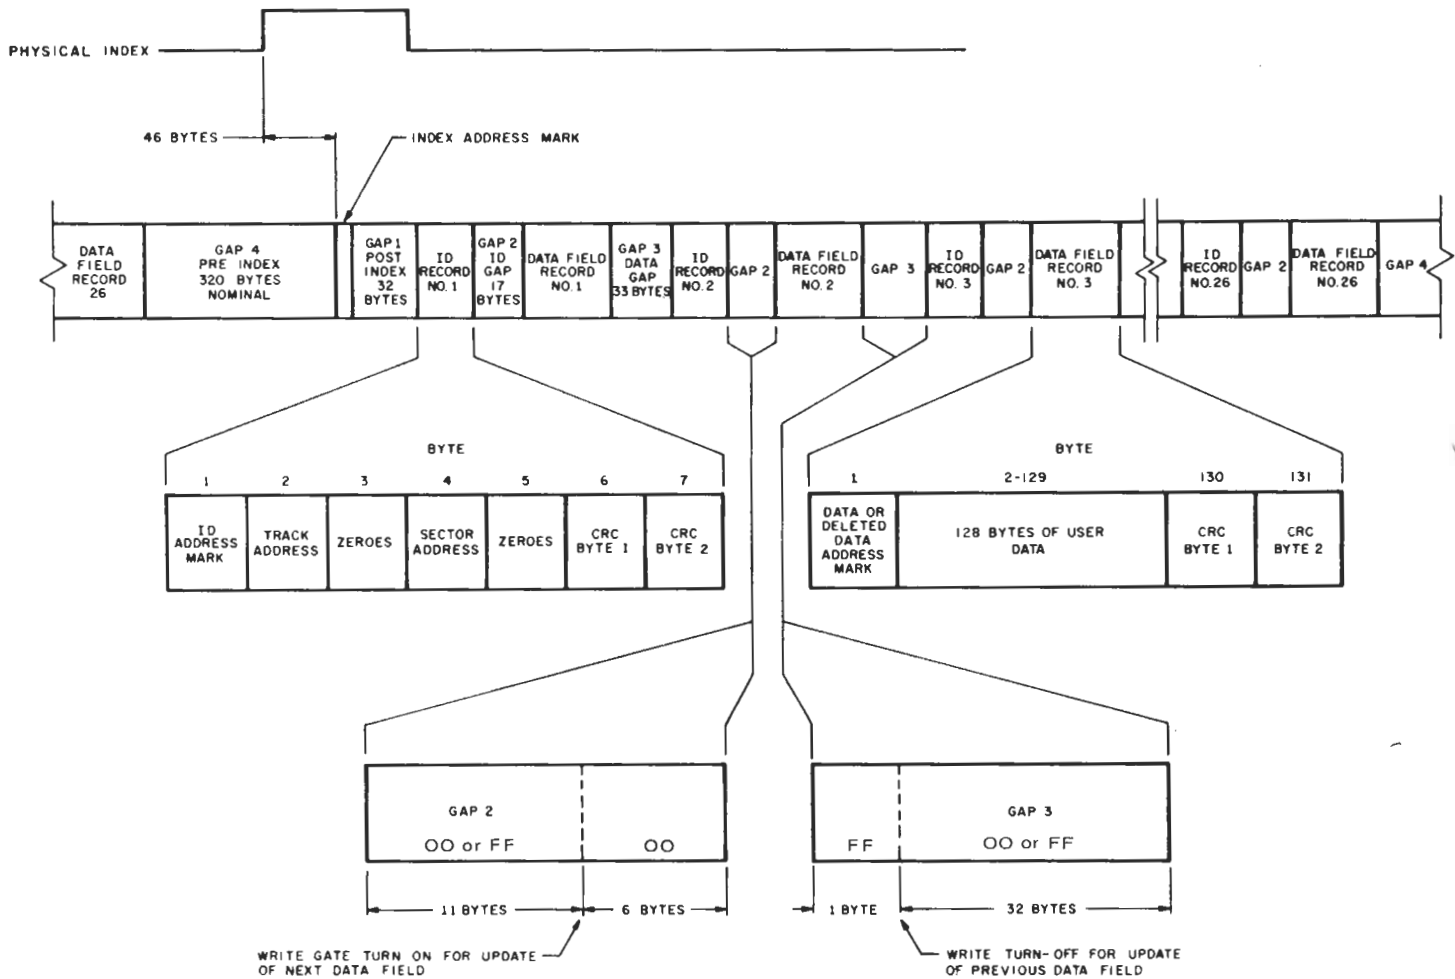 PHYSICAL INDEX
46 BYTES
INDEX ADDRESS MARK
DATA
FIELD
RECORD
26
GAP 4
PRE INDEX
320 BYTES
NOMINAL
GAP 1
POST
INDEX
32
BYTES
ID
RECORD
NO.1
GAP 2
ID
GAP
17
BYTES
DATA FIELD
RECORD
NO.1
GAP 3
DATA
GAP
33 BYTES
ID
RECORD
NO.2
GAP 2
DATA FIELD
RECORD
NO.2
GAP 3
ID
RECORD
NO. 3
GAP 2
DATA FIELD
RECORD
NO.3
ID
RECORD
NO.26
GAP 2
DATA FIELD
RECORD
NO.26
GAP 4
BYTE
1 2 3 4 5 6 7
ID
ADDRESS
MARK
TRACK
ADDRESS
ZEROES
SECTOR
ADDRESS
ZEROES
CRC
BYTE 1
CRC
BYTE 2
BYTE
1 2-129 130 131
DATA OR
DELETED
DATA
ADDRESS
MARK
128 BYTES OF USER
DATA
CRC
BYTE 1
CRC
BYTE 2
GAP 2
OO or FF
OO
11 BYTES
6 BYTES
WRITE GATE TURN ON FOR UPDATE
OF NEXT DATA FIELD
FF
GAP 3
OO or FF
1 BYTE
32 BYTES
WRITE TURN-OFF FOR UPDATE
OF PREVIOUS DATA FIELD